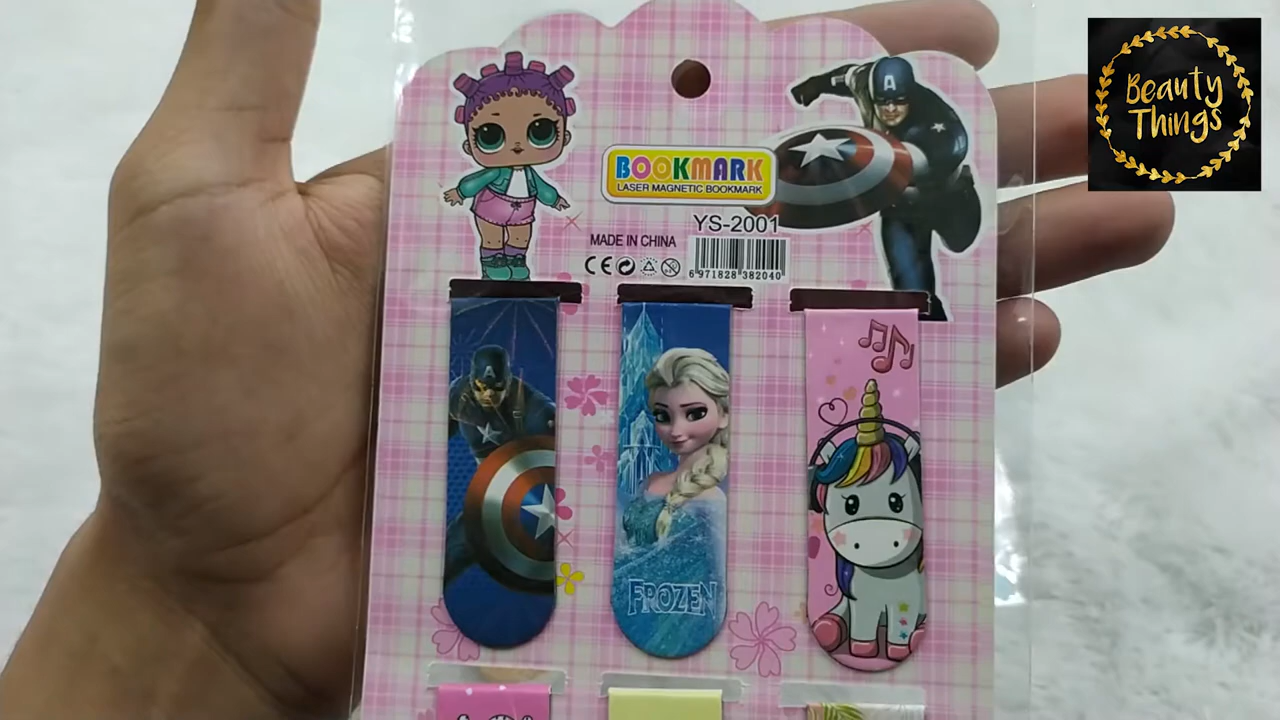 Beauty
Things
A
BOOKMARK
LASER MAGNETIC BOOKMARK
YS-2001
MADE IN CHINA
CE
6 971828 382040
A
FROZEN